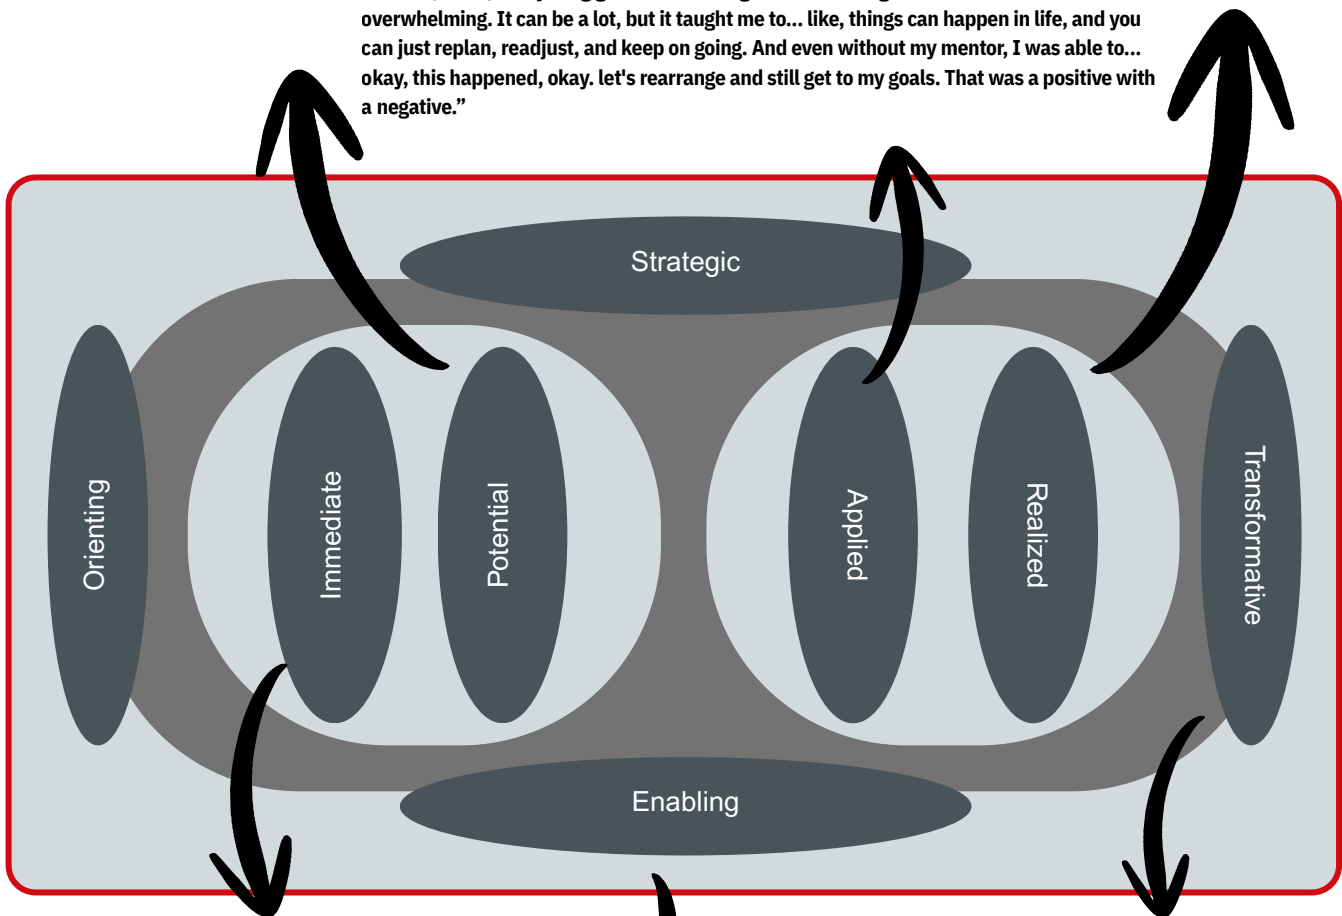 overwhelming. It can be a lot, but it taught me to... like, things can happen in life, and you
can just replan, readjust, and keep on going. And even without my mentor, I was able to...
okay, this happened, okay. let's rearrange and still get to my goals. That was a positive with
a negative.”
Strategic
Orienting
Immediate
Potential
Applied
Realized
Transformative
Enabling